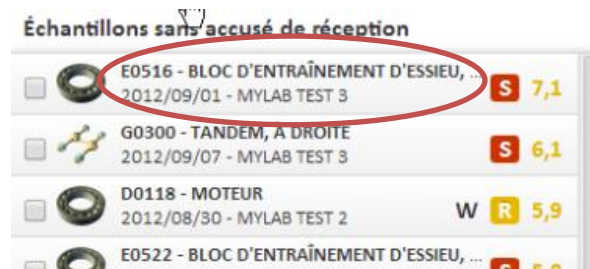 Échantillons sans accusé de réception
E0516 - BLOC D'ENTRAÎNEMENT D'ESSIEU, ...
2012/09/01 - MYLAB TEST 3
S 7,1
G0300 - TANDEM, À DROITE
2012/09/07 - MYLAB TEST 3
S 6,1
D0118 - MOTEUR
2012/08/30 - MYLAB TEST 2
W R 5,9
E0522 - BLOC D'ENTRAÎNEMENT D'ESSIEU, ...
S